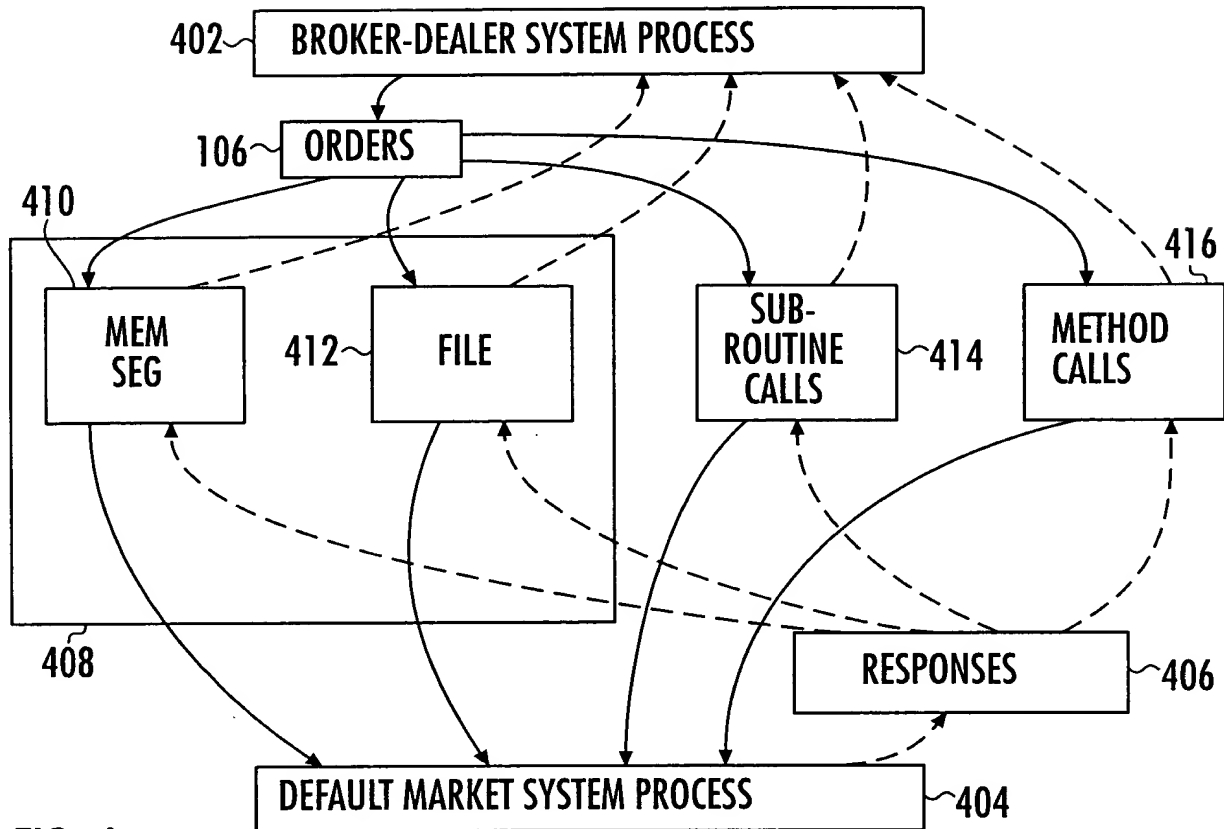 402
BROKER-DEALER SYSTEM PROCESS
106
ORDERS
410
416
MEM
SEG
412
FILE
SUB-
ROUTINE
CALLS
414
METHOD
CALLS
408
RESPONSES
406
DEFAULT MARKET SYSTEM PROCESS
404